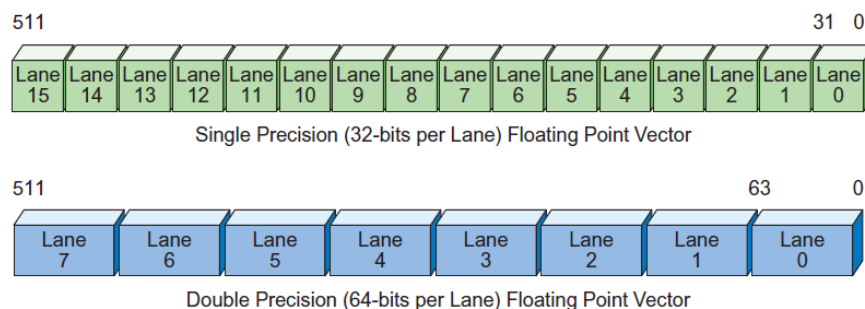 511 31 0
Lane Lane Lane Lane Lane Lane Lane Lane Lane Lane Lane Lane Lane Lane Lane Lane
15 14 13 12 11 10 9 8 7 6 5 4 3 2 1 0
Single Precision (32-bits per Lane) Floating Point Vector
511 63 0
Lane Lane Lane Lane Lane Lane Lane Lane
7 6 5 4 3 2 1 0
Double Precision (64-bits per Lane) Floating Point Vector